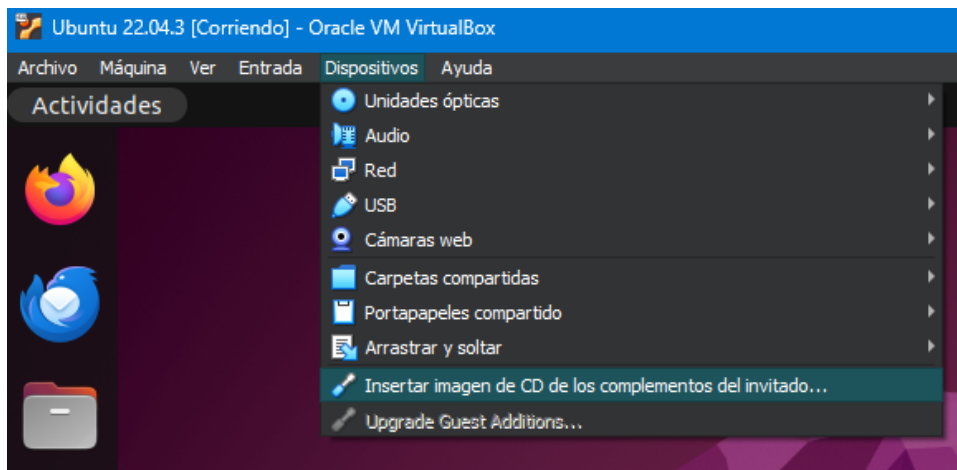 Ubuntu 22.04.3 [Corriendo] - Oracle VM VirtualBox
Archivo Máquina Ver Entrada Dispositivos Ayuda
Actividades
Unidades ópticas
Audio
Red
USB
Cámaras web
Carpetas compartidas
Portapapeles compartido
Arrastrar y soltar
Insertar imagen de CD de los complementos del invitado...
Upgrade Guest Additions...